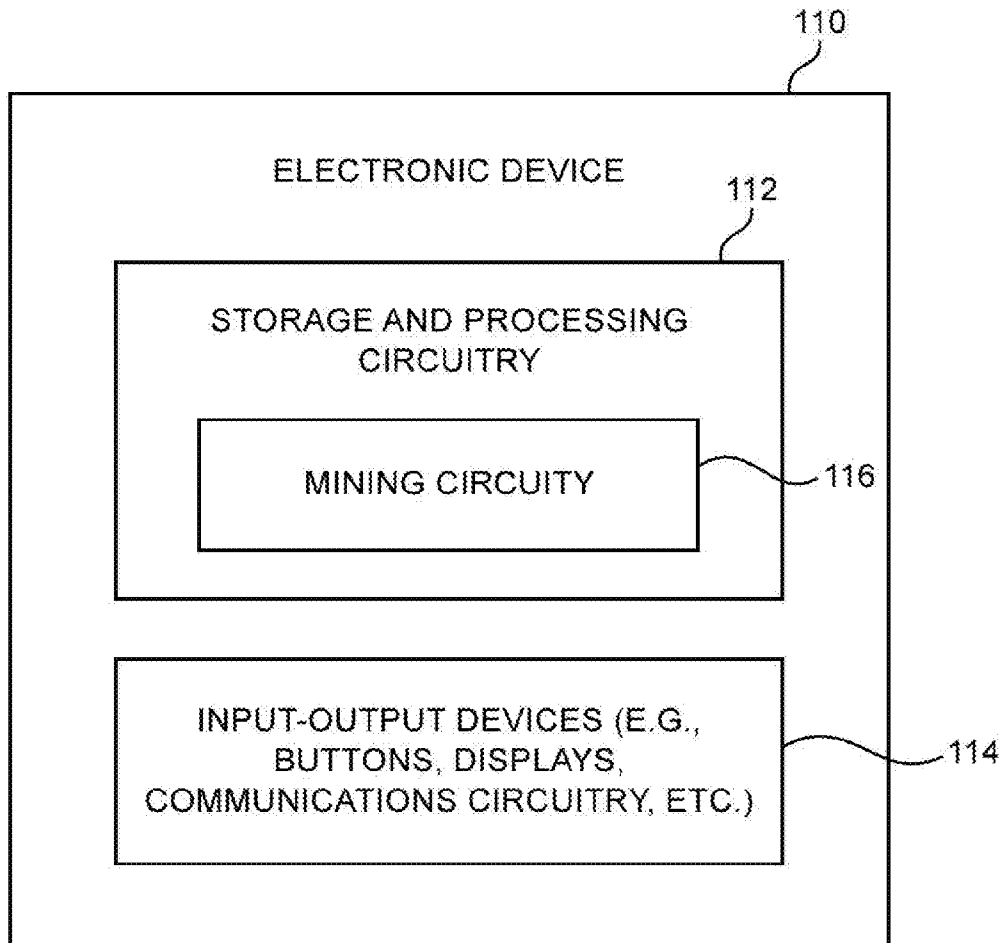 110
ELECTRONIC DEVICE
112
STORAGE AND PROCESSING
CIRCUITRY
MINING CIRCUITY
116
INPUT-OUTPUT DEVICES (E.G.,
BUTTONS, DISPLAYS,
COMMUNICATIONS CIRCUITRY, ETC.)
114